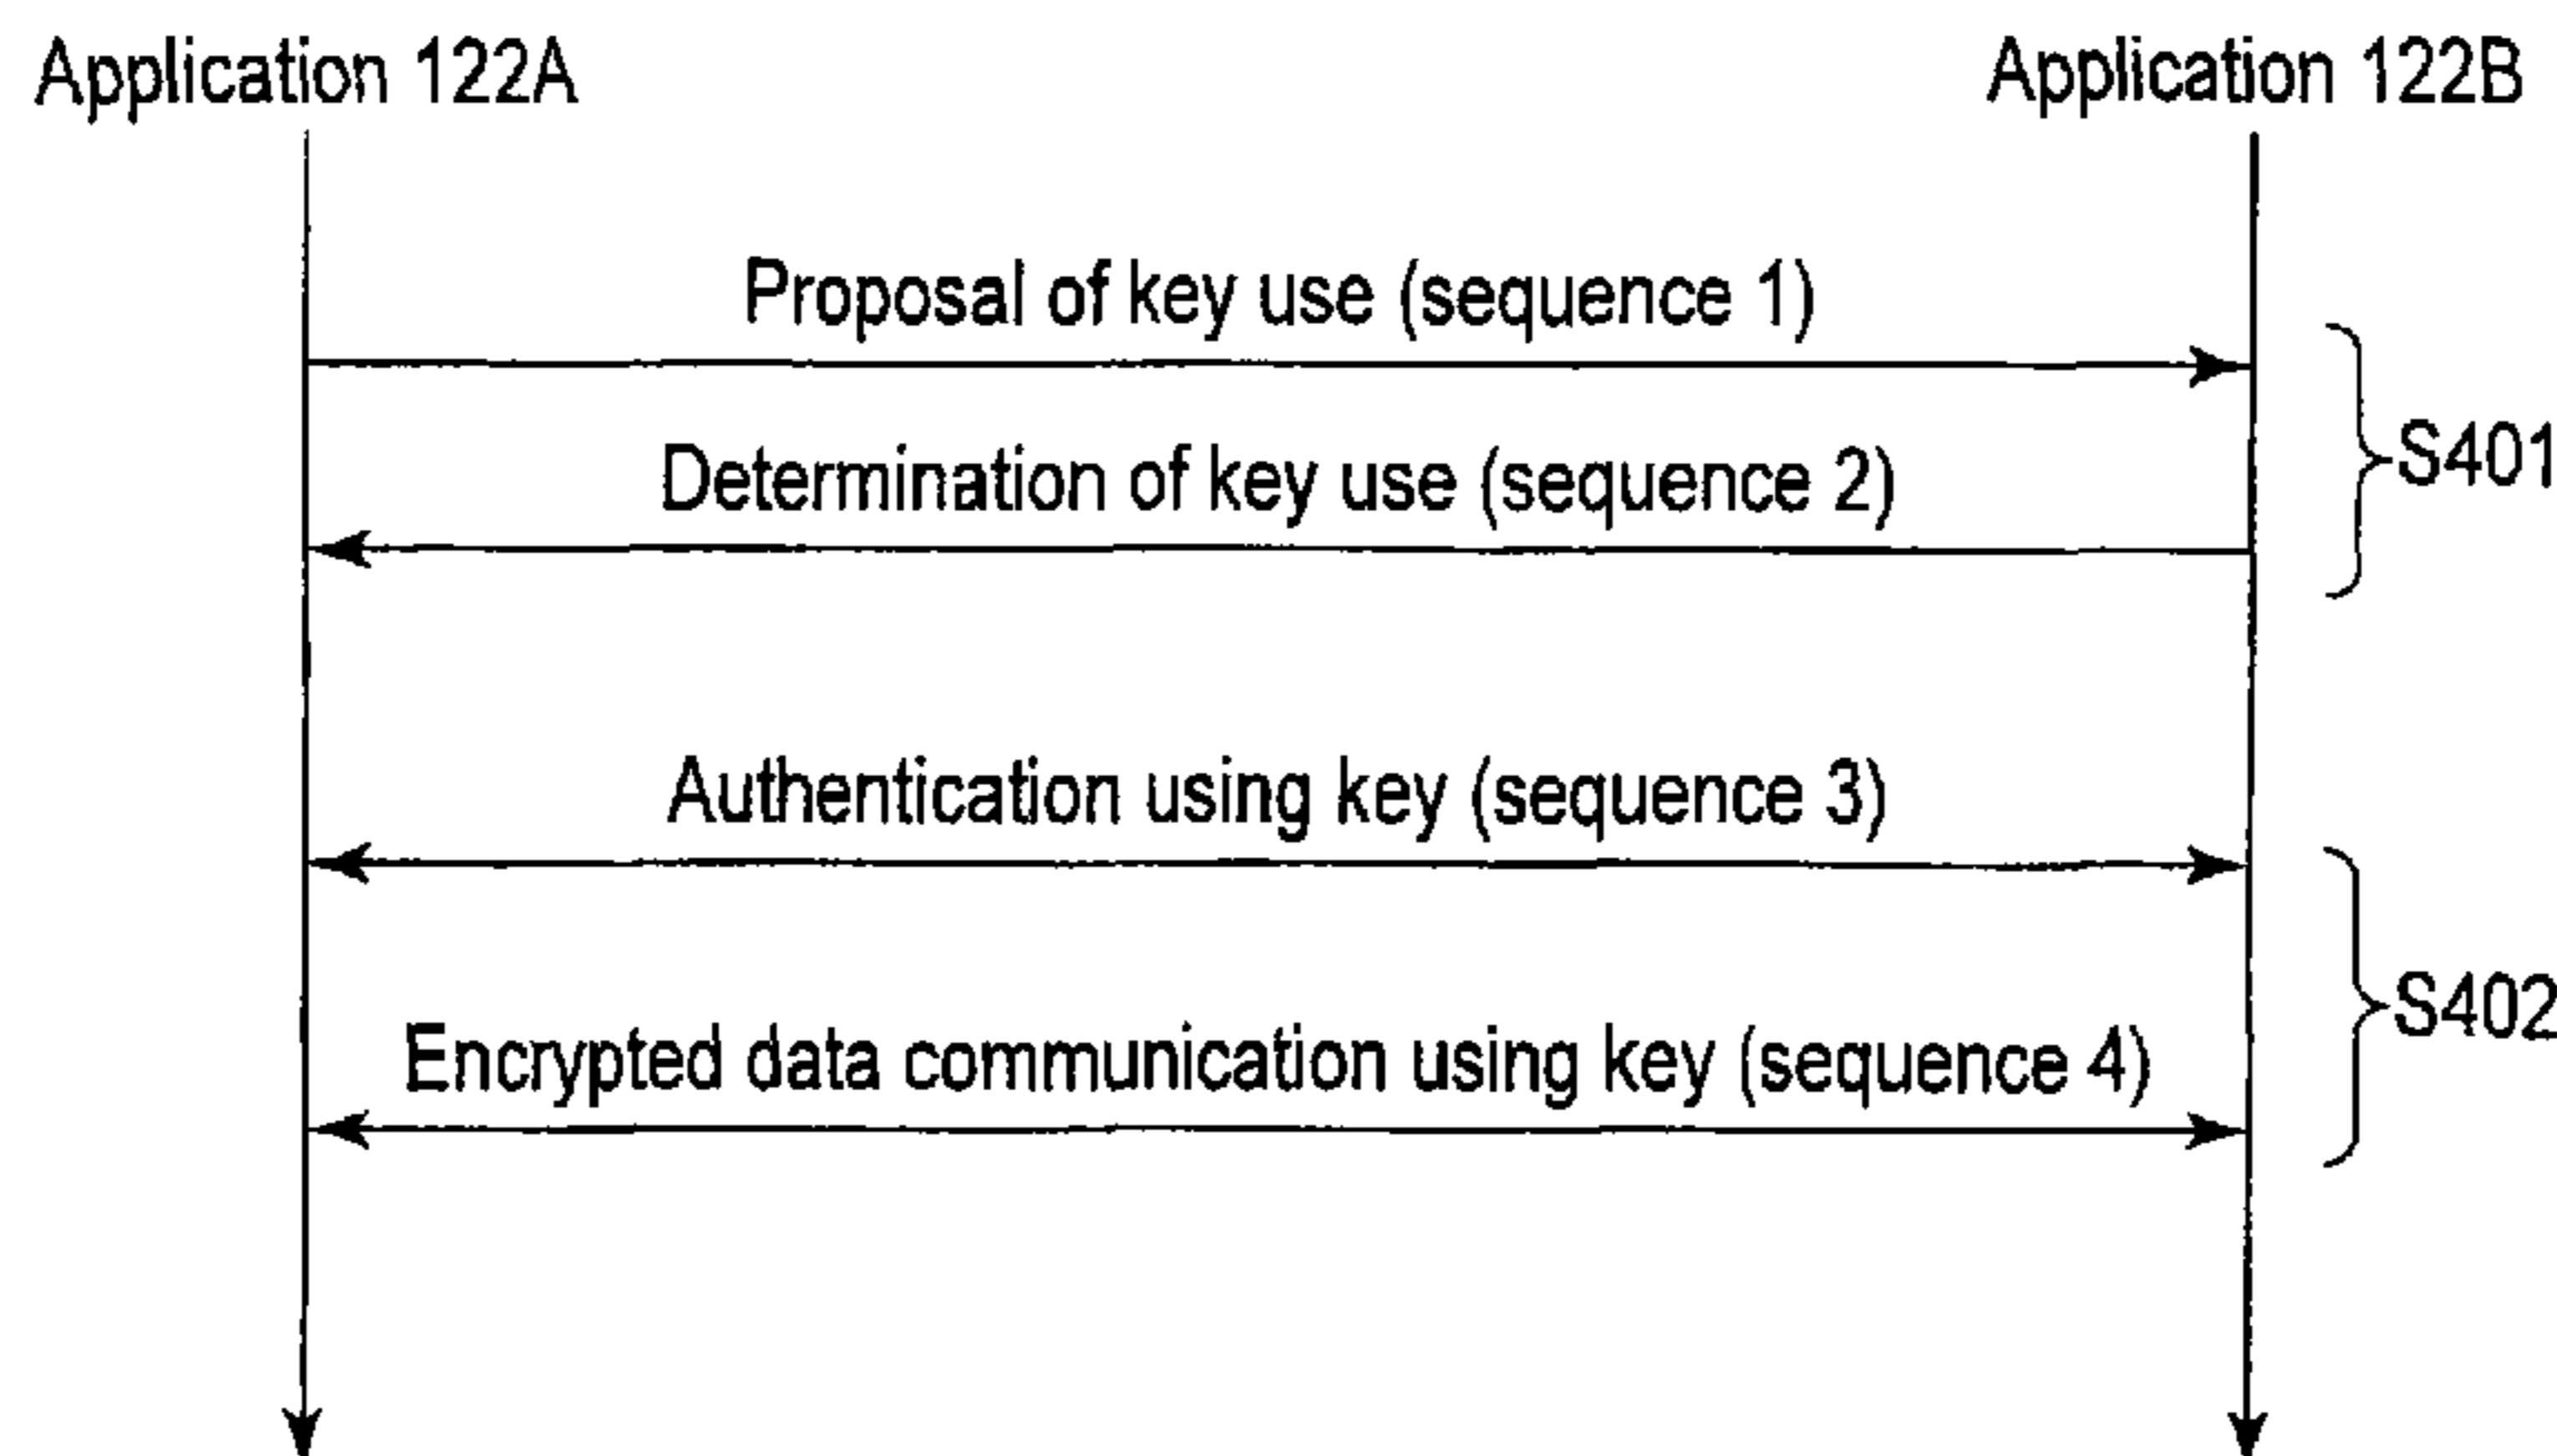 Application 122A
Application 122B
Proposal of key use (sequence 1)
Determination of key use (sequence 2)
S401
Authentication using key (sequence 3)
Encrypted data communication using key (sequence 4)
S402